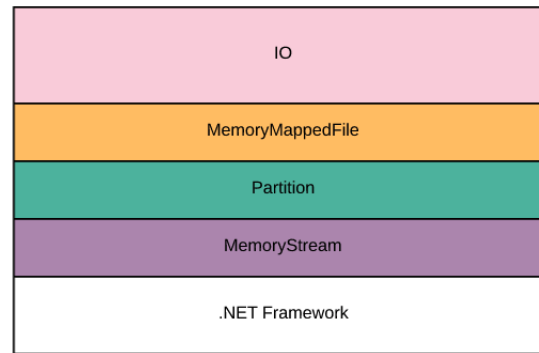 IO
MemoryMappedFile
Partition
MemoryStream
.NET Framework